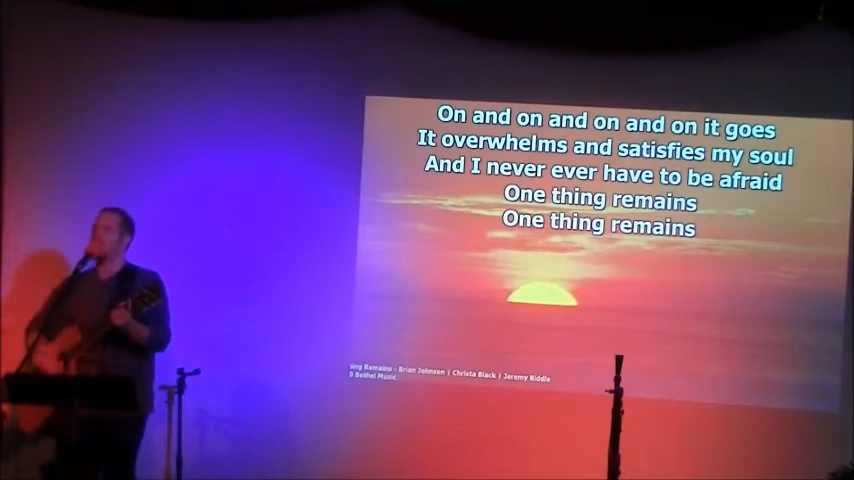 On and on and on and on it goes
It overwhelms and satisfies my soul
And I never ever have to be afraid
One thing remains
One thing remains
Remains - Brian Johnson | Christa Black | Jeremy Riddle
Bethel Music